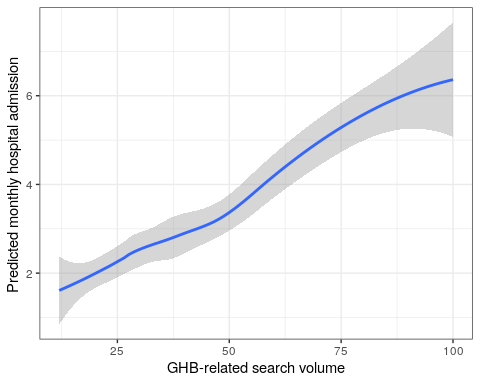 Predicted monthly hospital admission
6
4
2
25 50 75 100
GHB-related search volume